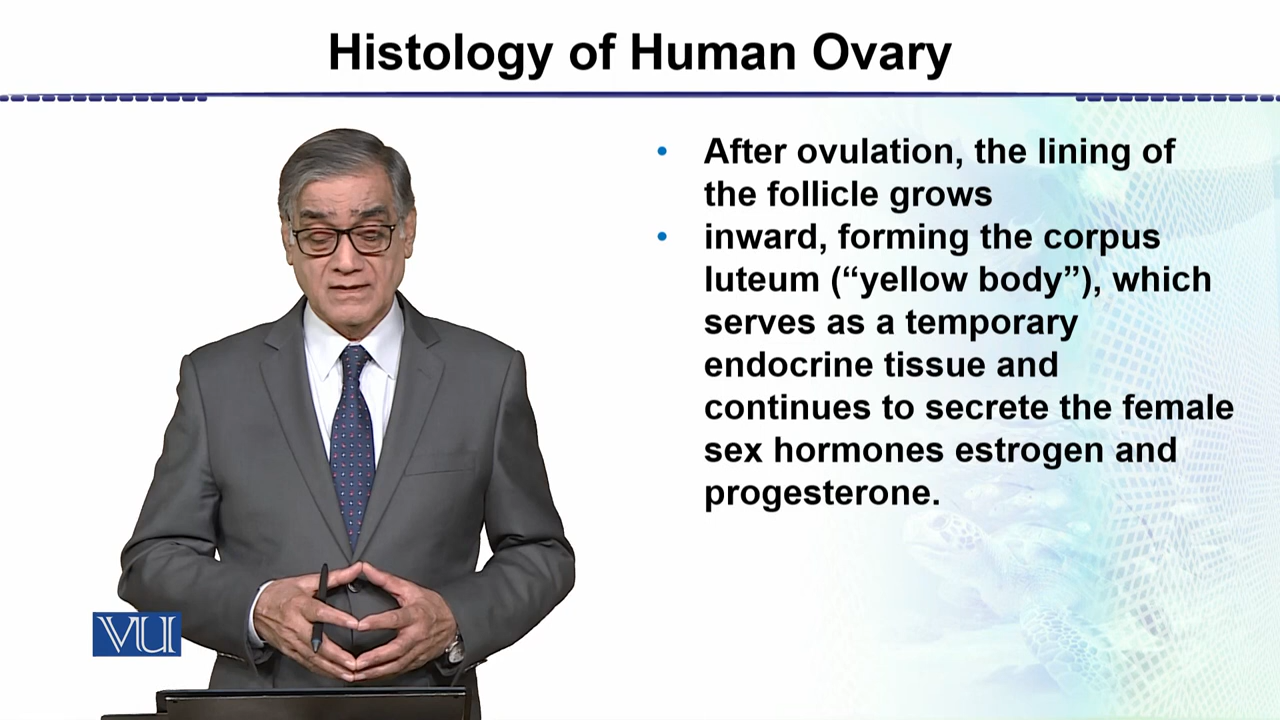 Histology of Human Ovary
• After ovulation, the lining of
the follicle grows
• inward, forming the corpus
luteum (“yellow body”), which
serves as a temporary
endocrine tissue and
continues to secrete the female
sex hormones estrogen and
progesterone.
VU